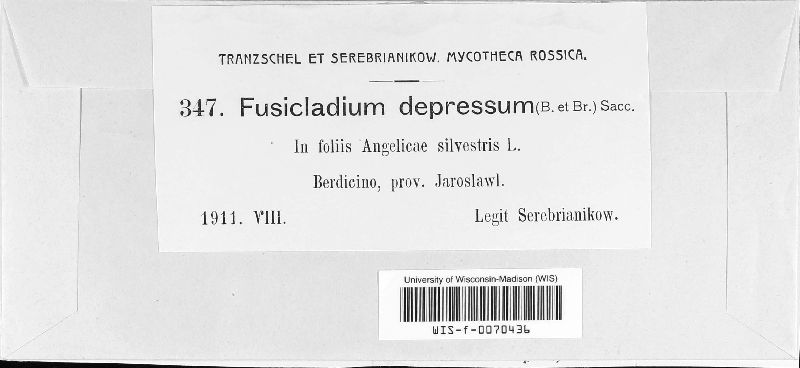 TRANZSCHEL ET SEREBRIANIKOW. MYCOTHECA ROSSICA.
347. Fusicladium depressum (B. et Br.) Sacc.
In foliis Angelicae silvestris L.
Berdicino, prov. Jaroslawl.
1911. VIII. Legit Serebrianikow.
University of Wisconsin-Madison (WIS)
WIS-f-0070436